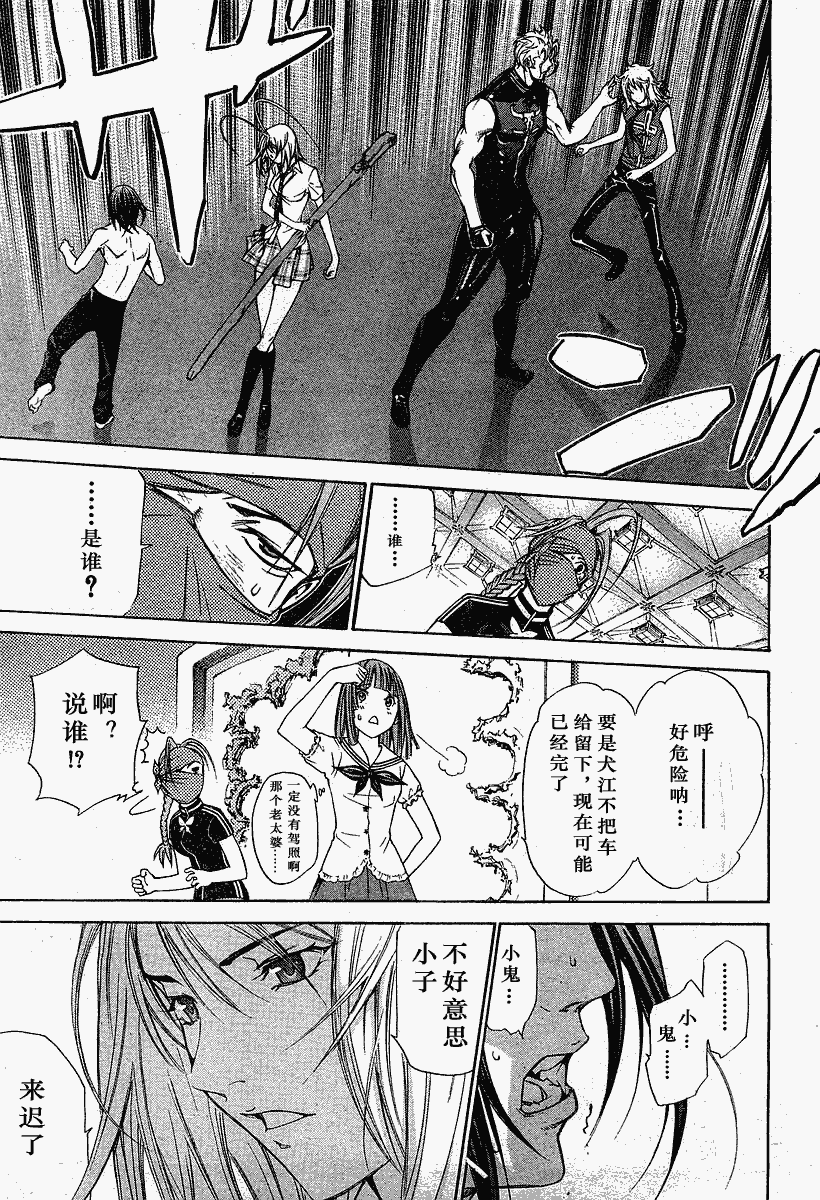 谁…
……
是谁？
呼——
好危险呐…
要是犬江不把车
给留下，现在可能
已经完了
一定没有驾照啊
那个老太婆……
啊？
说谁!?
………
小…
鬼…
小鬼…
不好意思
小子
来迟了